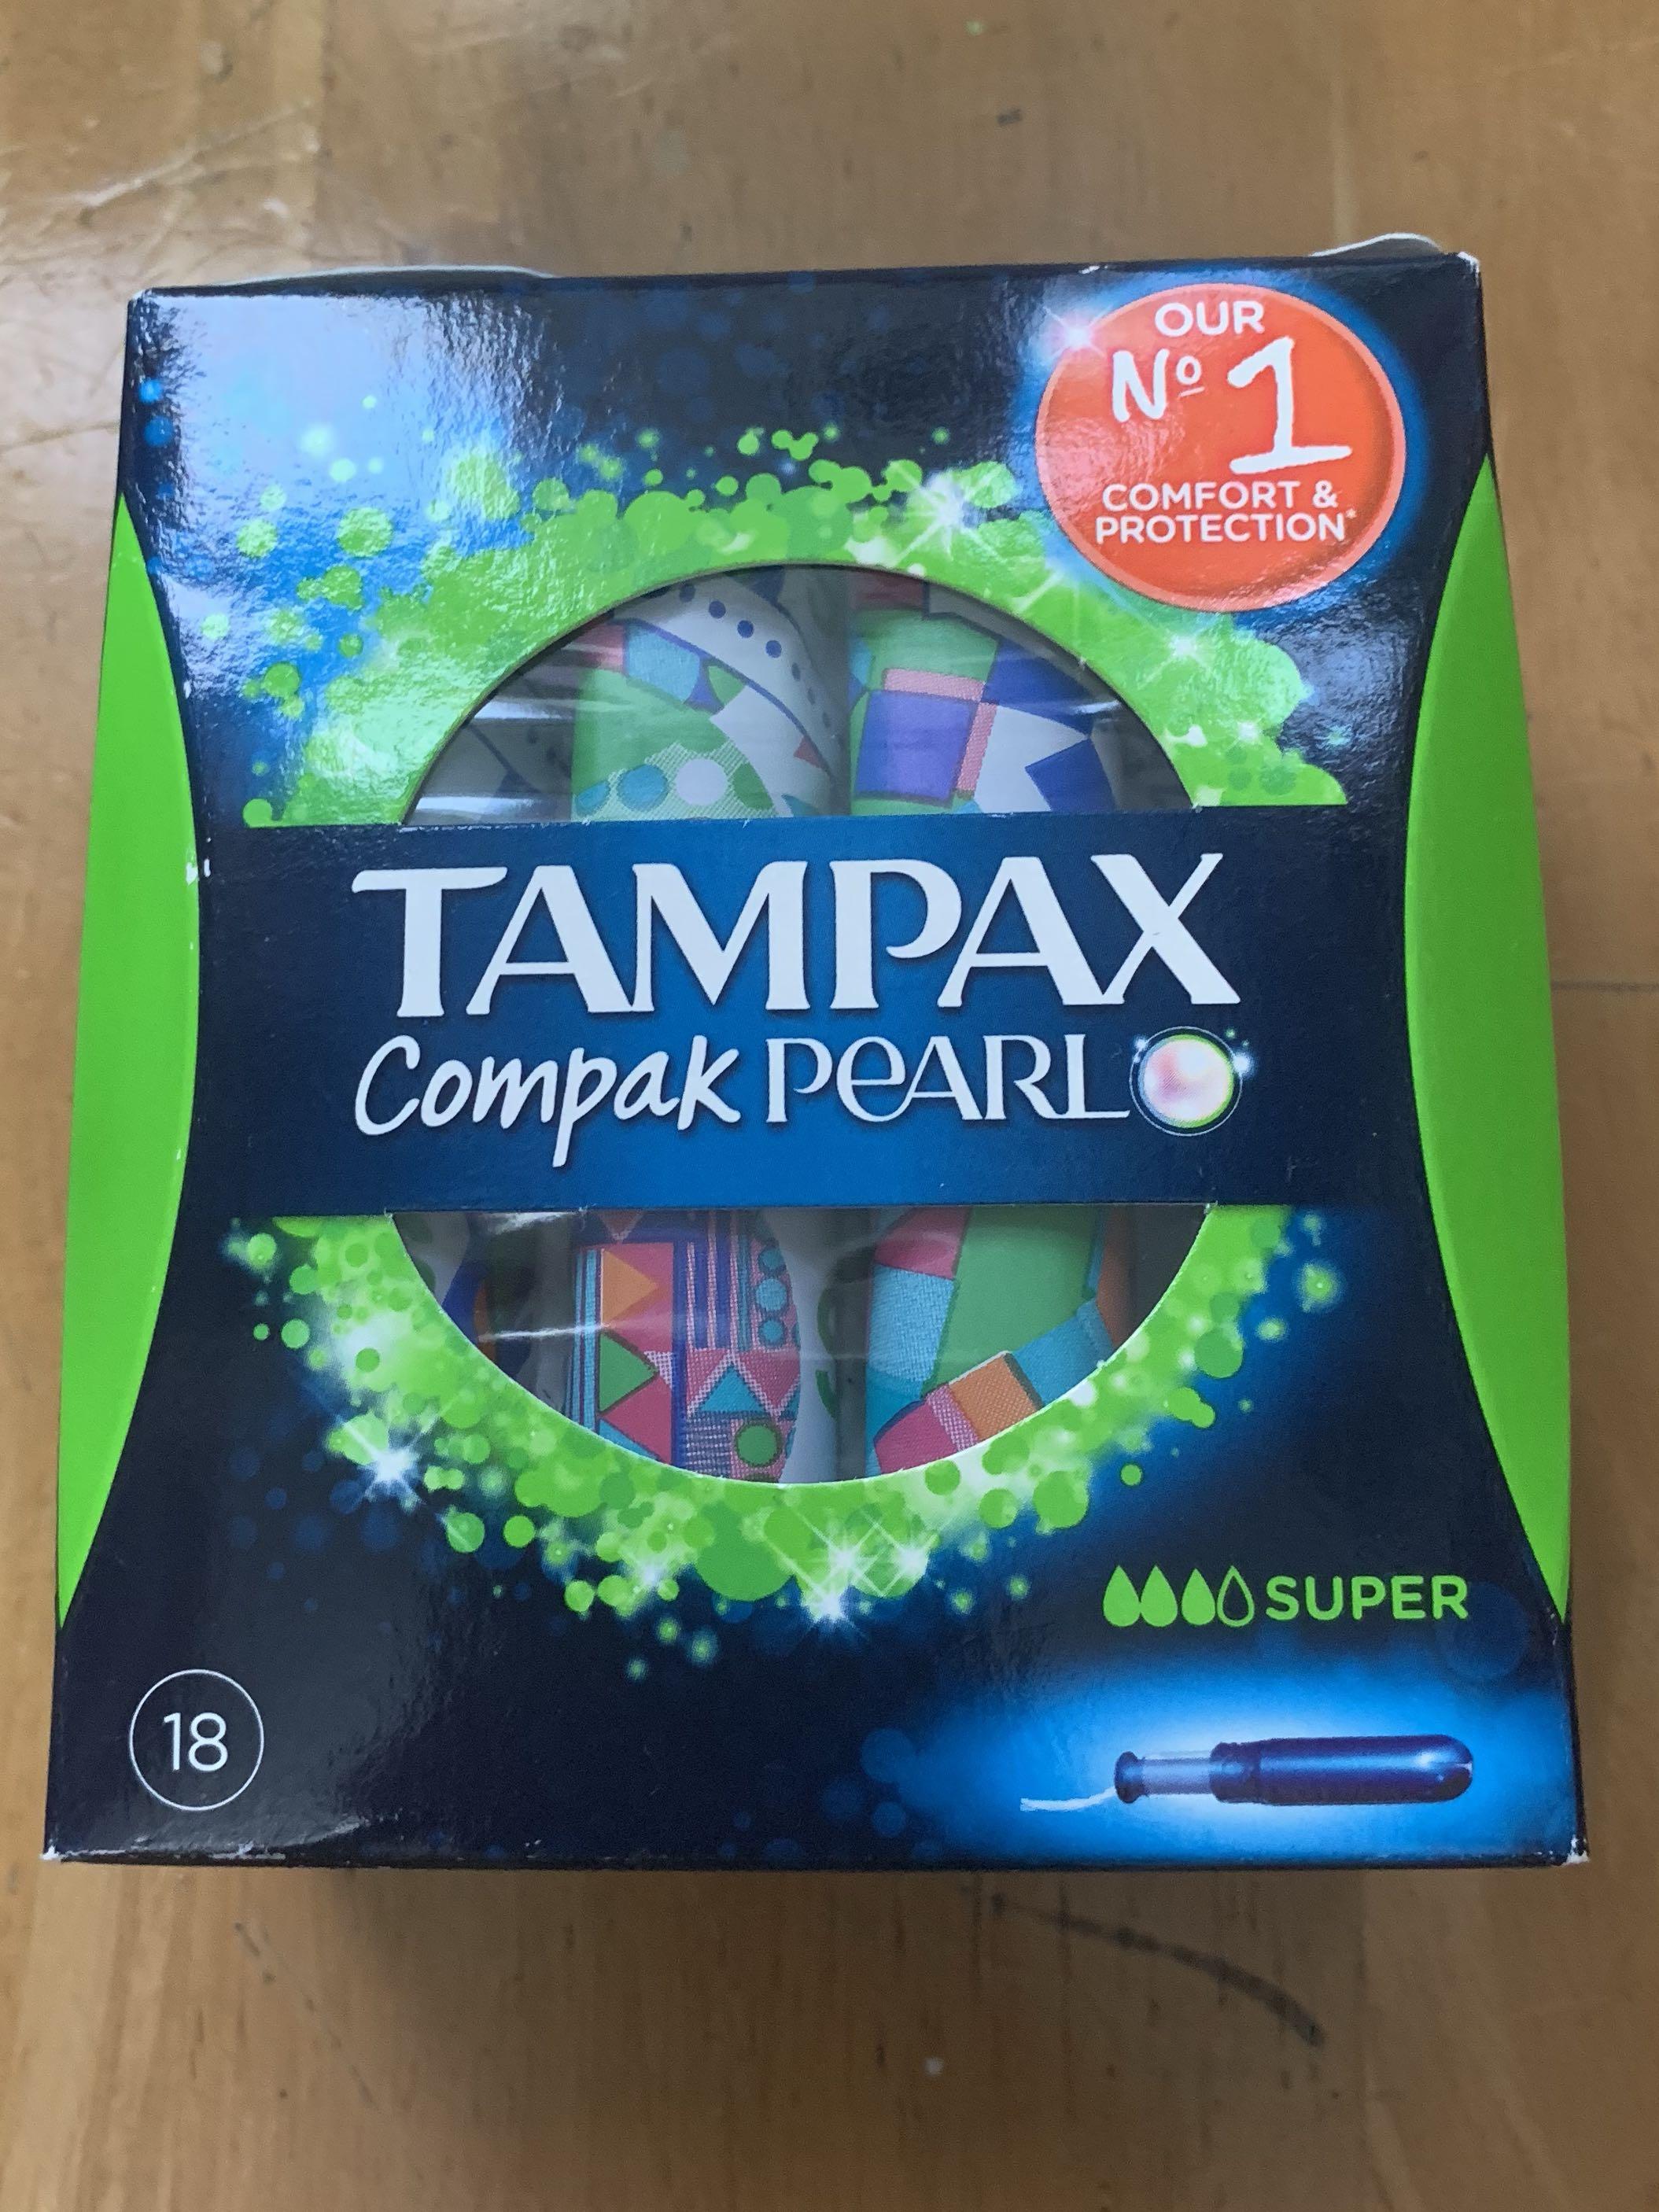 OUR
Nº 1
COMFORT &
PROTECTION*
TAMPAX
Compak PEARL
SUPER
18